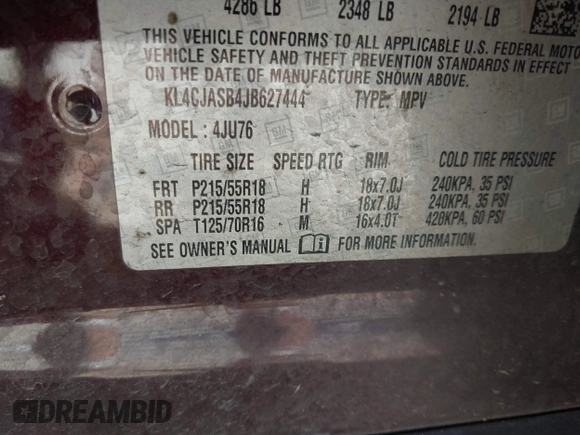 4286 LB 2348 LB 2194 LB
THIS VEHICLE CONFORMS TO ALL APPLICABLE U.S. FEDERAL MOTO
VEHICLE SAFETY AND THEFT PREVENTION STANDARDS IN EFFECT
THE DATE OF MANUFACTURE SHOWN ABOVE.
KL4CJASB4JB627444 TYPE: MPV
MODEL: 4JU76
TIRE SIZE SPEED RTG RIM COLD TIRE PRESSURE
FRT P215/55R18 H 18x7.0J 240KPA, 35 PSI
RR P215/55R18 H 18x7.0J 240KPA, 35 PSI
SPA T125/70R16 M 16x4.0T 420KPA, 60 PSI
SEE OWNER'S MANUAL FOR MORE INFORMATION.
DREAMBID